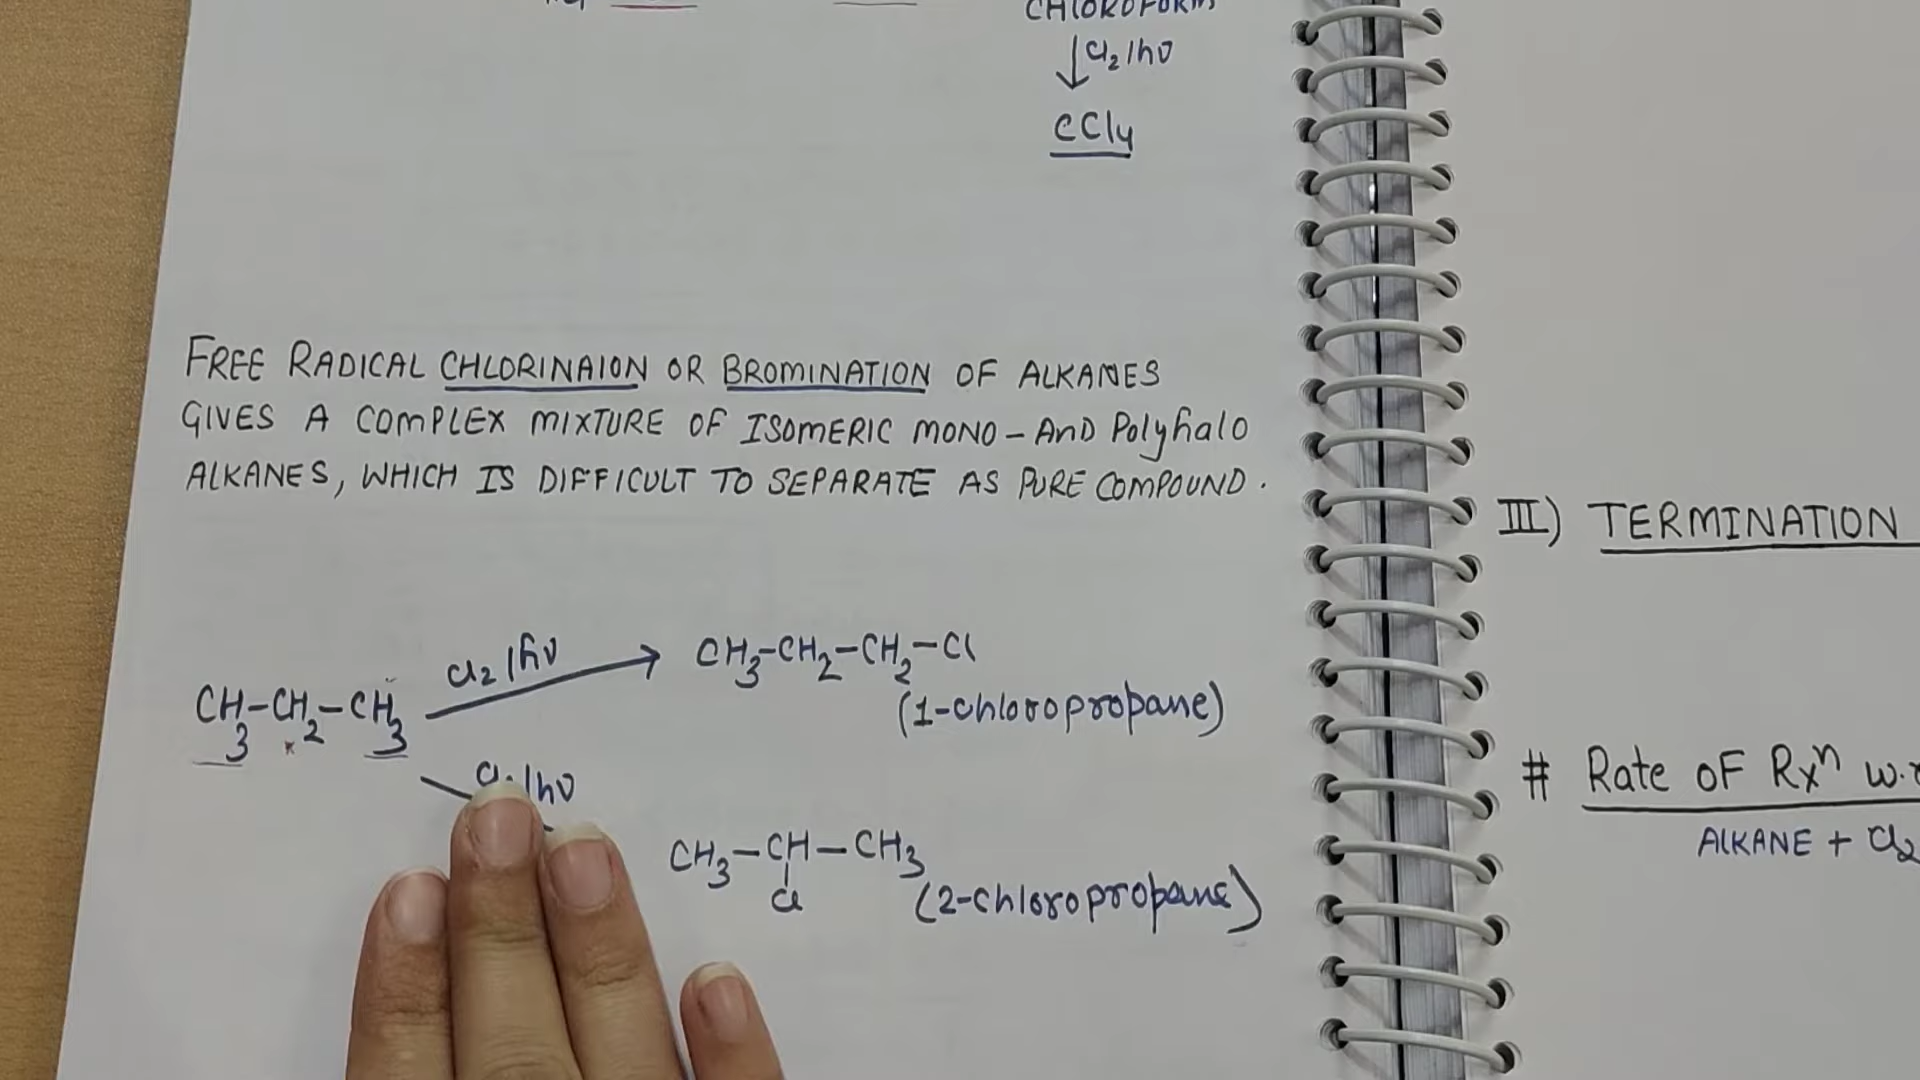 CHLOROFORM
↓ Cl2/hν
CCl4
FREE RADICAL CHLORINAION OR BROMINATION OF ALKANES
GIVES A COMPLEX MIXTURE OF ISOMERIC MONO- AND Polyhalo
ALKANES, WHICH IS DIFFICULT TO SEPARATE AS PURE COMPOUND.
Cl2/hν
CH3-CH2-CH2-Cl
CH3-CH2-CH3
(1-chloropropane)
/hν
CH3-CH-CH3
Cl
(2-chloropropane)
III) TERMINATION
# Rate OF Rxn w.r
ALKANE + Cl2